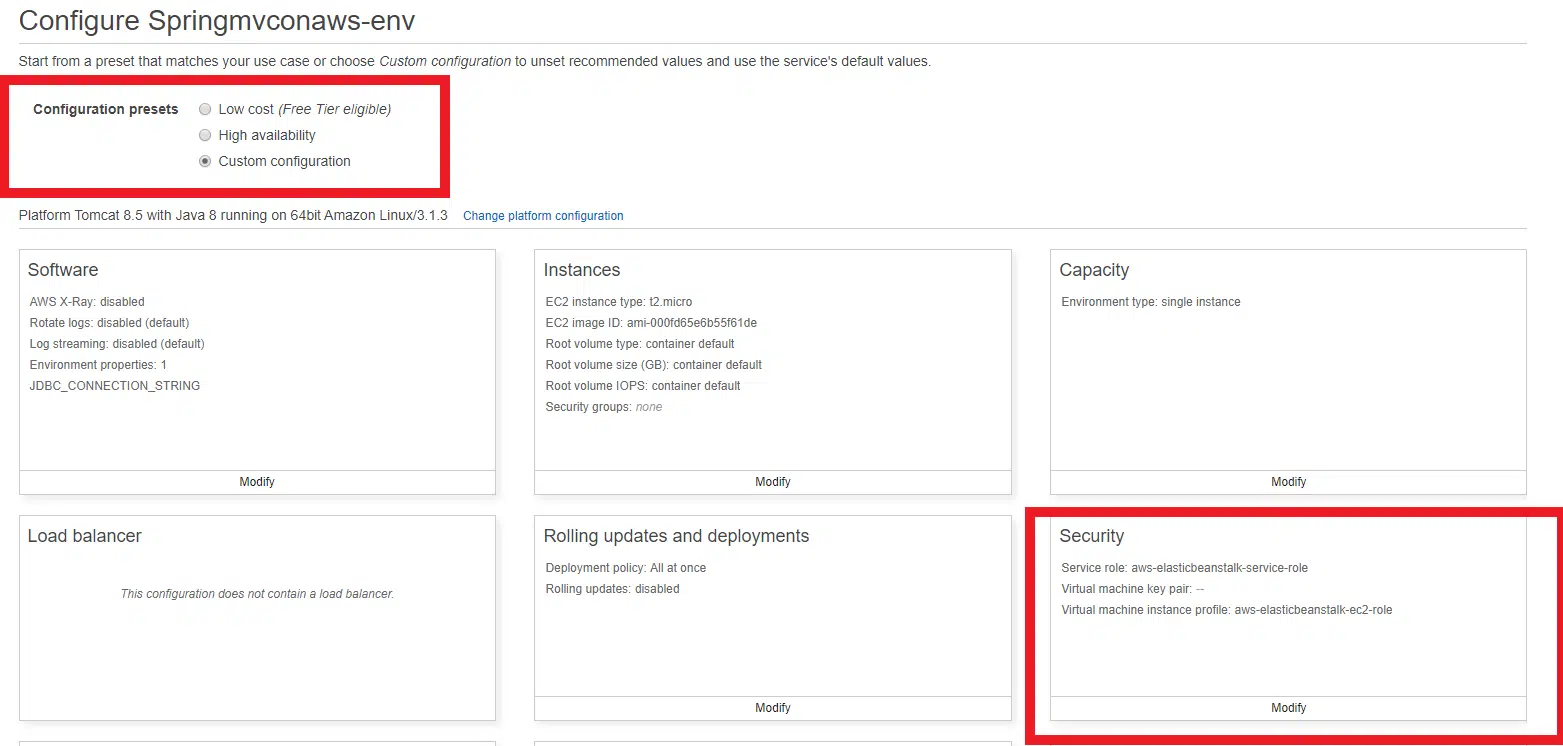 Configure Springmvconaws-env
Start from a preset that matches your use case or choose Custom configuration to unset recommended values and use the service's default values.
Configuration presets
Low cost (Free Tier eligible)
High availability
Custom configuration
Platform Tomcat 8.5 with Java 8 running on 64bit Amazon Linux/3.1.3 Change platform configuration
Software
AWS X-Ray: disabled
Rotate logs: disabled (default)
Log streaming: disabled (default)
Environment properties: 1
JDBC_CONNECTION_STRING
Modify
Instances
EC2 instance type: t2.micro
EC2 image ID: ami-000fd65e6b55f61de
Root volume type: container default
Root volume size (GB): container default
Root volume IOPS: container default
Security groups: none
Modify
Capacity
Environment type: single instance
Modify
Load balancer
This configuration does not contain a load balancer.
Rolling updates and deployments
Deployment policy: All at once
Rolling updates: disabled
Modify
Security
Service role: aws-elasticbeanstalk-service-role
Virtual machine key pair: --
Virtual machine instance profile: aws-elasticbeanstalk-ec2-role
Modify